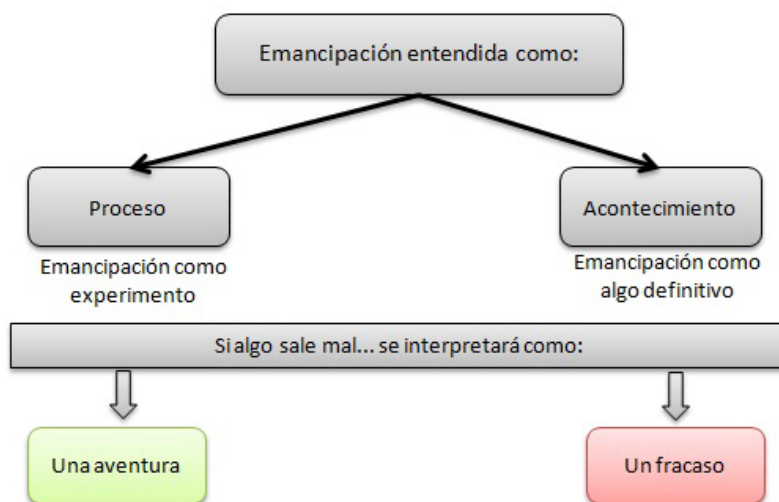 Emancipación entendida como:
Proceso
Acontecimiento
Emancipación como
experimento
Emancipación como
algo definitivo
Si algo sale mal... se interpretará como:
Una aventura
Un fracaso